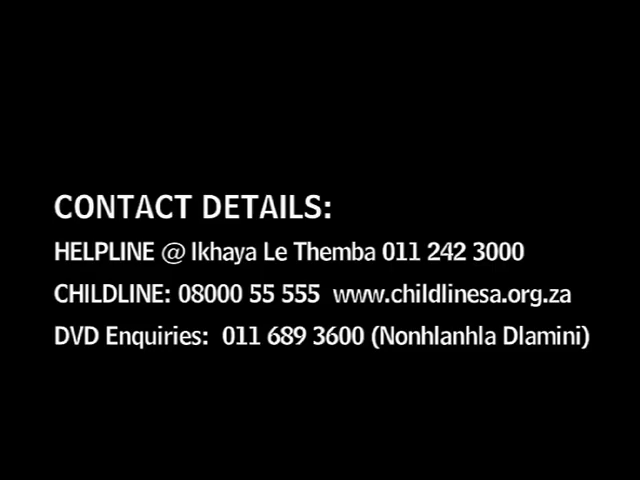 CONTACT DETAILS:
HELPLINE @ Ikhaya Le Themba 011 242 3000
CHILDLINE: 08000 55 555  www.childlinesa.org.za
DVD Enquiries:  011 689 3600 (Nonhlanhla Dlamini)